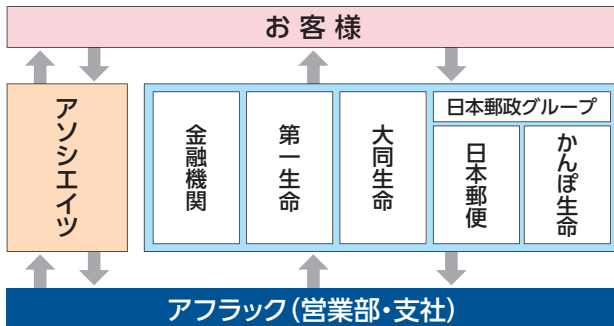 お客様
アソシエイツ
金融機関
第一生命
大同生命
日本郵政グループ
日本郵便
かんぽ生命
アフラック(営業部・支社)